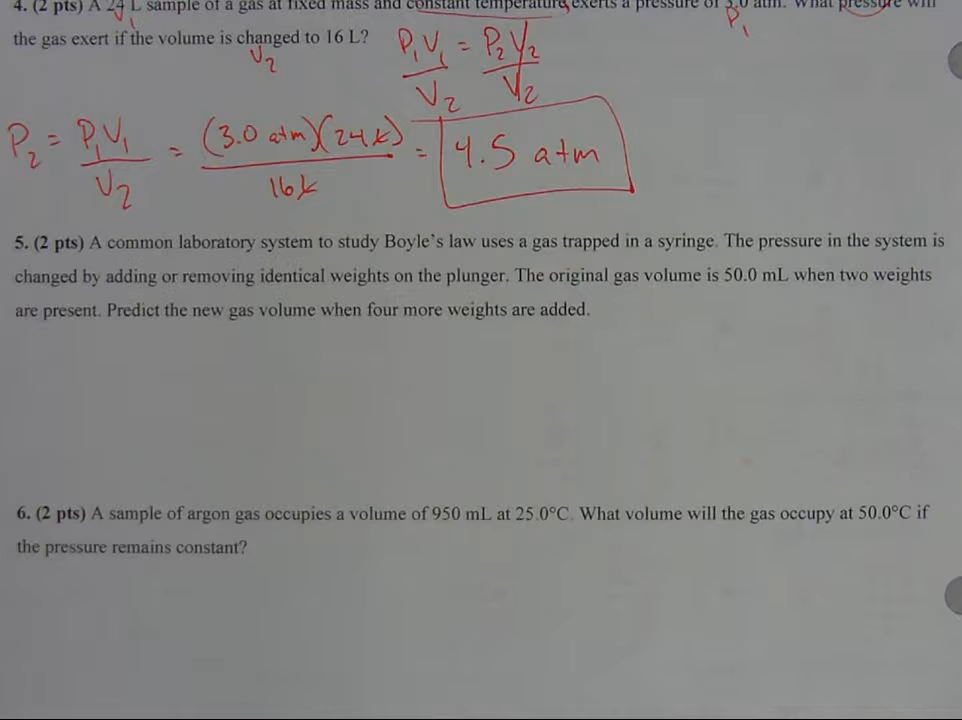 4. (2 pts) A 24 L sample of a gas at fixed mass and constant temperature exerts a pressure of 3.0 atm. What pressure will
V₁
P₁
the gas exert if the volume is changed to 16 L?
V₂
P₁V₁ = P₂V₂
V₂ V₂
P₂ = P₁V₁ = (3.0 atm)(24 L) = 4.5 atm
V₂ 16 L
5. (2 pts) A common laboratory system to study Boyle's law uses a gas trapped in a syringe. The pressure in the system is
changed by adding or removing identical weights on the plunger. The original gas volume is 50.0 mL when two weights
are present. Predict the new gas volume when four more weights are added.
6. (2 pts) A sample of argon gas occupies a volume of 950 mL at 25.0°C. What volume will the gas occupy at 50.0°C if
the pressure remains constant?